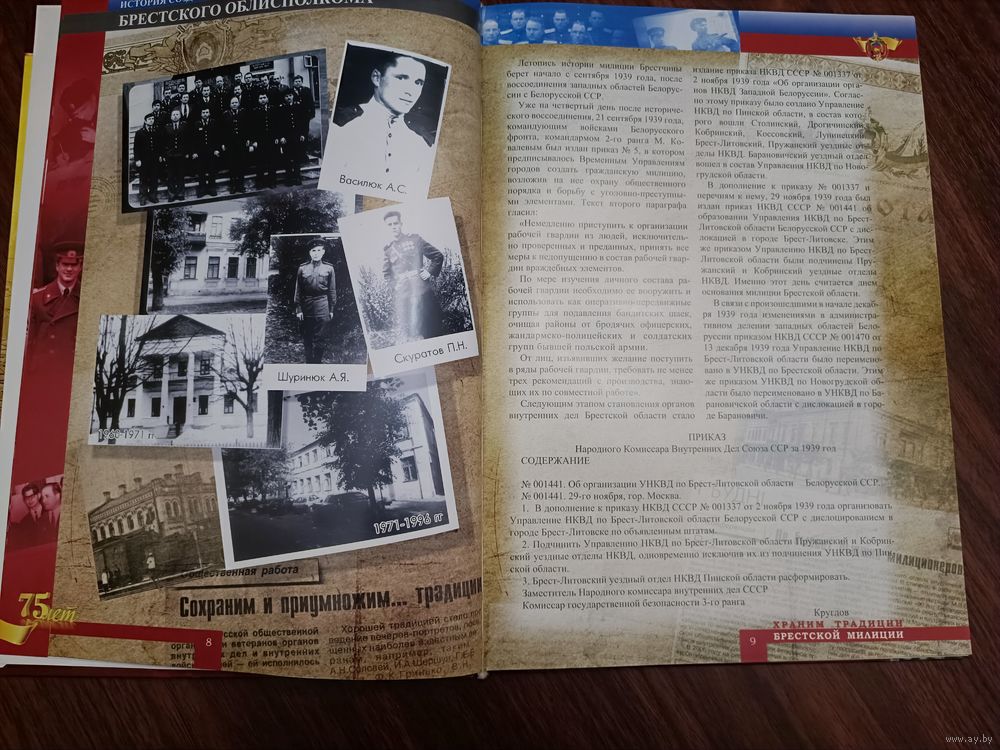 ИСТОРИЯ
БРЕСТСКОГО ОБЛИСПОЛКОМА
Василюк А.С.
Скуратов П.Н.
Шуринюк А.Я.
1960-1971 гг
1971-1996 гг
Общественная работа
Сохраним и приумножим... традиции
75 лет
8
Летопись истории милиции Брестчины
берет начало с сентября 1939 года, после
воссоединения западных областей Белорус-
сии с Белорусской ССР.
Уже на четвертый день после историче-
ского воссоединения, 21 сентября 1939 года,
командующим войсками Белорусского
фронта, командармом 2-го ранга М. Ко-
валевым был издан приказ № 5, в котором
предписывалось Временным Управлениям
городов создать гражданскую милицию,
возложив на нее охрану общественного
порядка и борьбу с уголовно-преступны-
ми элементами. Текст второго параграфа
гласил:
«Немедленно приступить к организации
рабочей гвардии из людей, исключитель-
но проверенных и преданных, принять все
меры к недопущению в состав рабочей гвар-
дии враждебных элементов.
По мере изучения личного состава ра-
бочей гвардии необходимо ее вооружить и
использовать как оперативно-передвижные
группы для подавления бандитских шаек,
очищая районы от бродячих офицерских,
жандармско-полицейских и солдатских
групп бывшей польской армии.
От лиц, изъявивших желание поступить
в ряды рабочей гвардии, требовать не менее
трех рекомендаций с производства, знаю-
щих их по совместной работе».
Следующим этапом становления органов
внутренних дел Брестской области стало
издание приказа НКВД СССР № 001337 от
2 ноября 1939 года «Об организации орга-
нов НКВД Западной Белоруссии». Соглас-
но этому приказу было создано Управление
НКВД по Пинской области, в состав кото-
рого вошли Столинский, Дрогичинский,
Кобринский, Коссовский, Лунинецкий,
Брест-Литовский, Пружанский уездные от-
делы НКВД. Барановичский уездный отдел
вошел в состав Управления НКВД по Ново-
грудской области.
В дополнение к приказу № 001337 и
перечням к нему, 29 ноября 1939 года был
издан приказ НКВД СССР № 001441 об
образовании Управления НКВД по Брест-
Литовской области Белорусской ССР с дис-
локацией в городе Брест-Литовске. Этим
же приказом Управлению НКВД по Брест-
Литовской области были подчинены Пру-
жанский и Кобринский уездные отделы
НКВД. Именно этот день считается днем
основания милиции Брестской области.
В связи с произошедшими в начале декаб-
ря 1939 года изменениями в административ-
ном делении западных областей Бело-
руссии приказом НКВД СССР № 001470 от
13 декабря 1939 года Управление НКВД по
Брест-Литовской области было переимено-
вано в УНКВД по Брестской области. Этим
же приказом УНКВД по Новогрудской об-
ласти было переименовано в УНКВД по Ба-
рановичской области с дислокацией в горо-
де Барановичи.
ПРИКАЗ
Народного Комиссара Внутренних Дел Союза ССР за 1939 год
СОДЕРЖАНИЕ
№ 001441. Об организации УНКВД по Брест-Литовской области Белорусской ССР.
№ 001441. 29-го ноября, гор. Москва.
1. В дополнение к приказу НКВД СССР № 001337 от 2 ноября 1939 года организовать
Управление НКВД по Брест-Литовской области Белорусской ССР с дислоцированием в
городе Брест-Литовске по объявленным штатам.
2. Подчинить Управлению НКВД по Брест-Литовской области Пружанский и Кобрин-
ский уездные отделы НКВД, одновременно исключив их из подчинения УНКВД по Пин-
ской области.
3. Брест-Литовский уездный отдел НКВД Пинской области расформировать.
Заместитель Народного комиссара внутренних дел СССР
Комиссар государственной безопасности 3-го ранга
Круглов
ХРАНИМ ТРАДИЦИИ
БРЕСТСКОЙ МИЛИЦИИ
9
www.ay.by